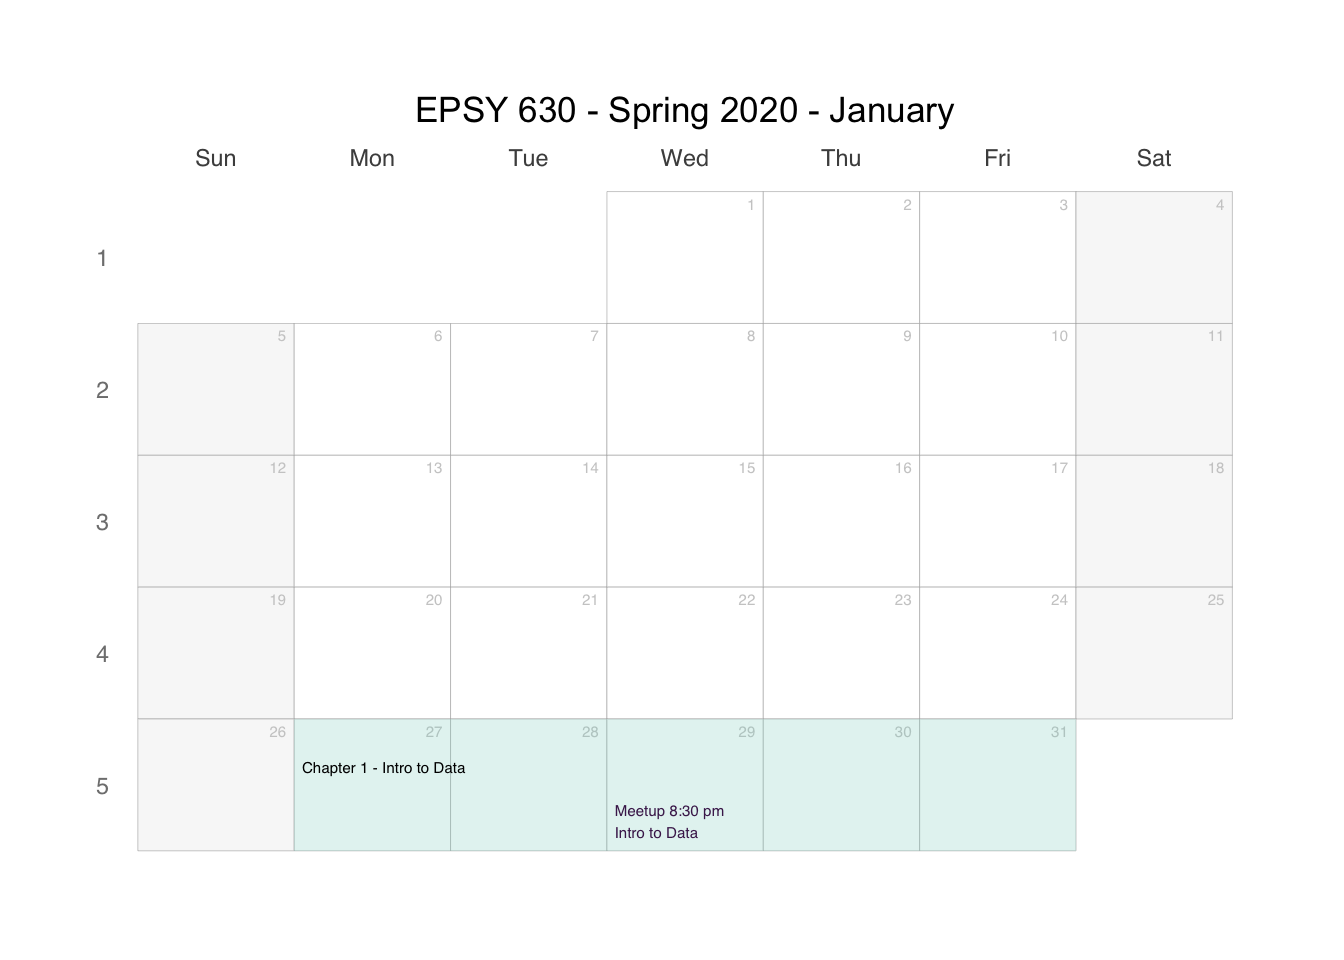 EPSY 630 - Spring 2020 - January
Sun Mon Tue Wed Thu Fri Sat
1 2 3 4
1
5 6 7 8 9 10 11
2
12 13 14 15 16 17 18
3
19 20 21 22 23 24 25
4
26 27 28 29 30 31
Chapter 1 - Intro to Data
5
Meetup 8:30 pm
Intro to Data